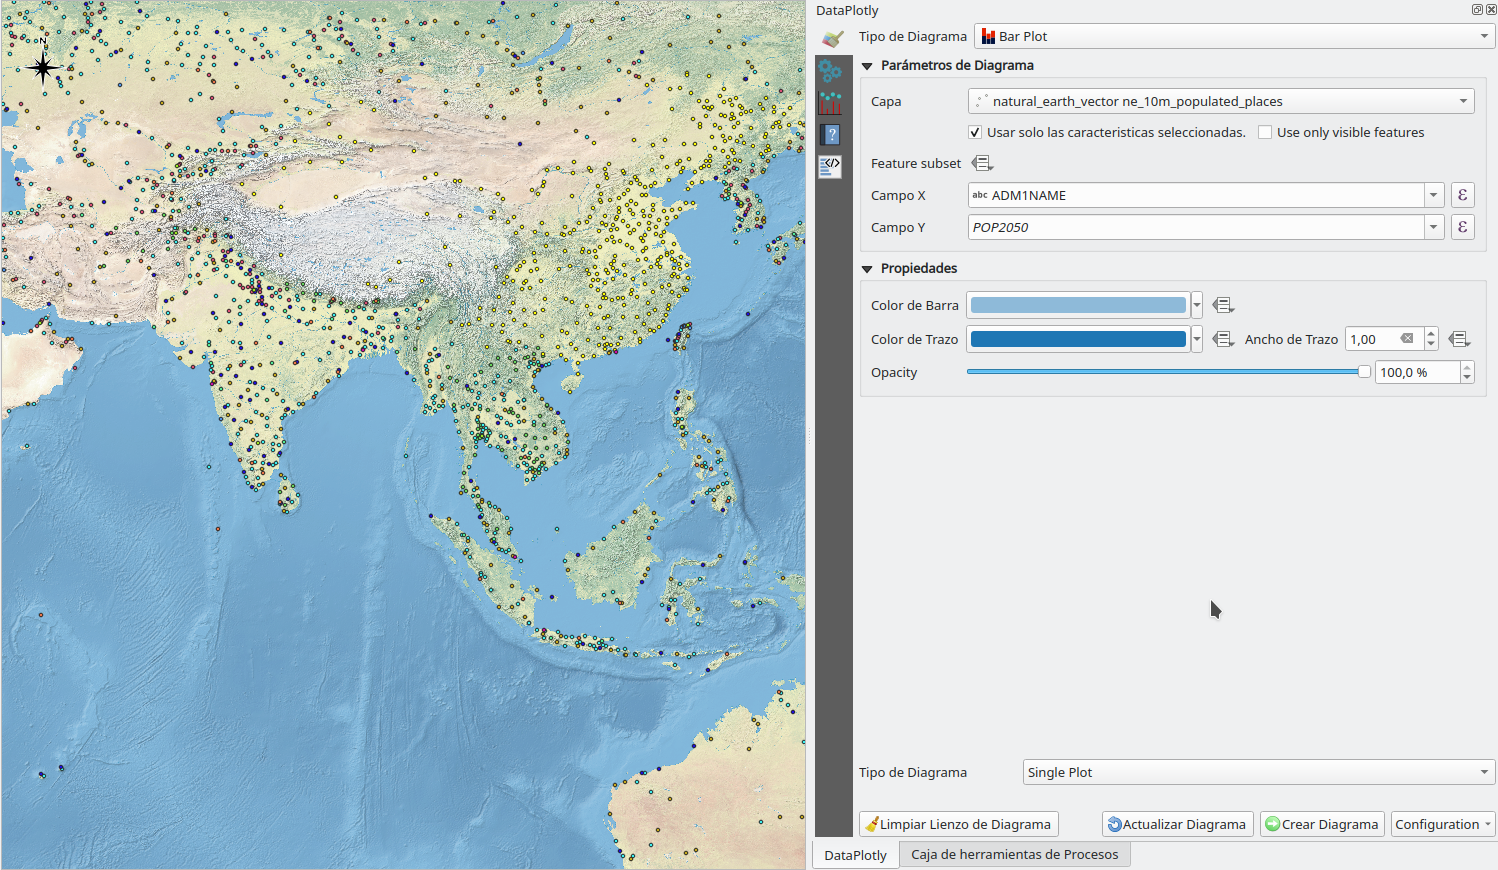 N
DataPlotly
Tipo de Diagrama Bar Plot
Parámetros de Diagrama
Capa natural_earth_vector ne_10m_populated_places
Usar solo las caracteristicas seleccionadas. Use only visible features
Feature subset
Campo X abc ADM1NAME ε
Campo Y POP2050 ε
Propiedades
Color de Barra
Color de Trazo Ancho de Trazo 1,00
Opacity 100,0 %
Tipo de Diagrama Single Plot
Limpiar Lienzo de Diagrama Actualizar Diagrama Crear Diagrama Configuration
DataPlotly Caja de herramientas de Procesos